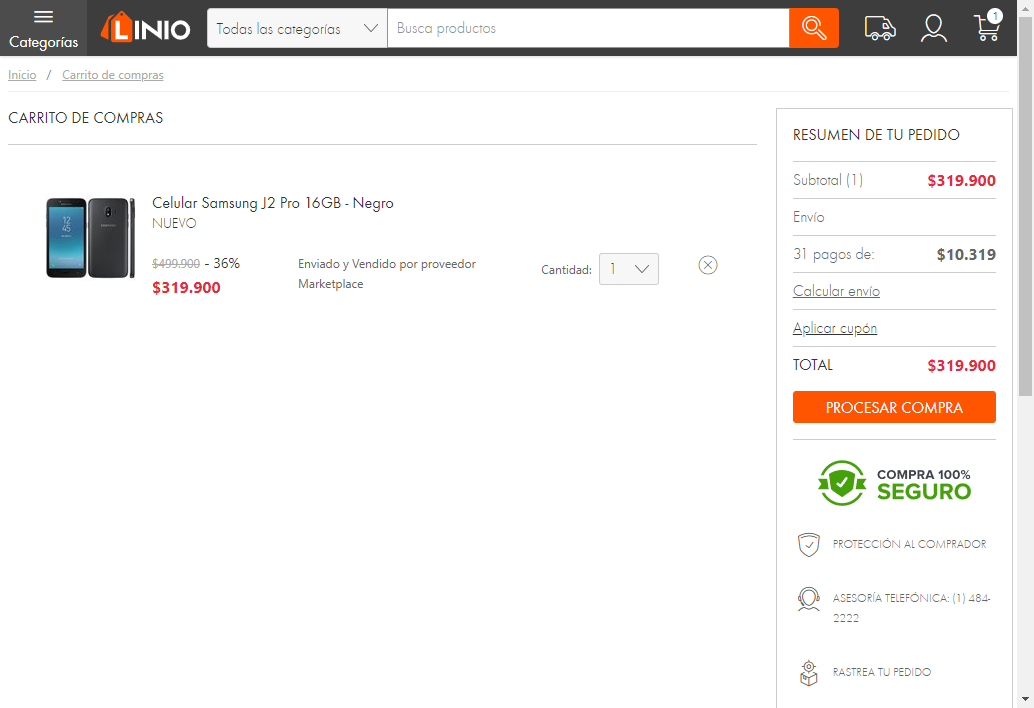 Categorías
LINIO
Todas las categorías
Busca productos
1
Inicio / Carrito de compras
CARRITO DE COMPRAS
Celular Samsung J2 Pro 16GB - Negro
NUEVO
$499.900 - 36%
$319.900
Enviado y Vendido por proveedor
Marketplace
Cantidad: 1
RESUMEN DE TU PEDIDO
Subtotal (1) $319.900
Envío
31 pagos de: $10.319
Calcular envío
Aplicar cupón
TOTAL $319.900
PROCESAR COMPRA
COMPRA 100%
SEGURO
PROTECCIÓN AL COMPRADOR
ASESORÍA TELEFÓNICA: (1) 484-
2222
RASTREA TU PEDIDO